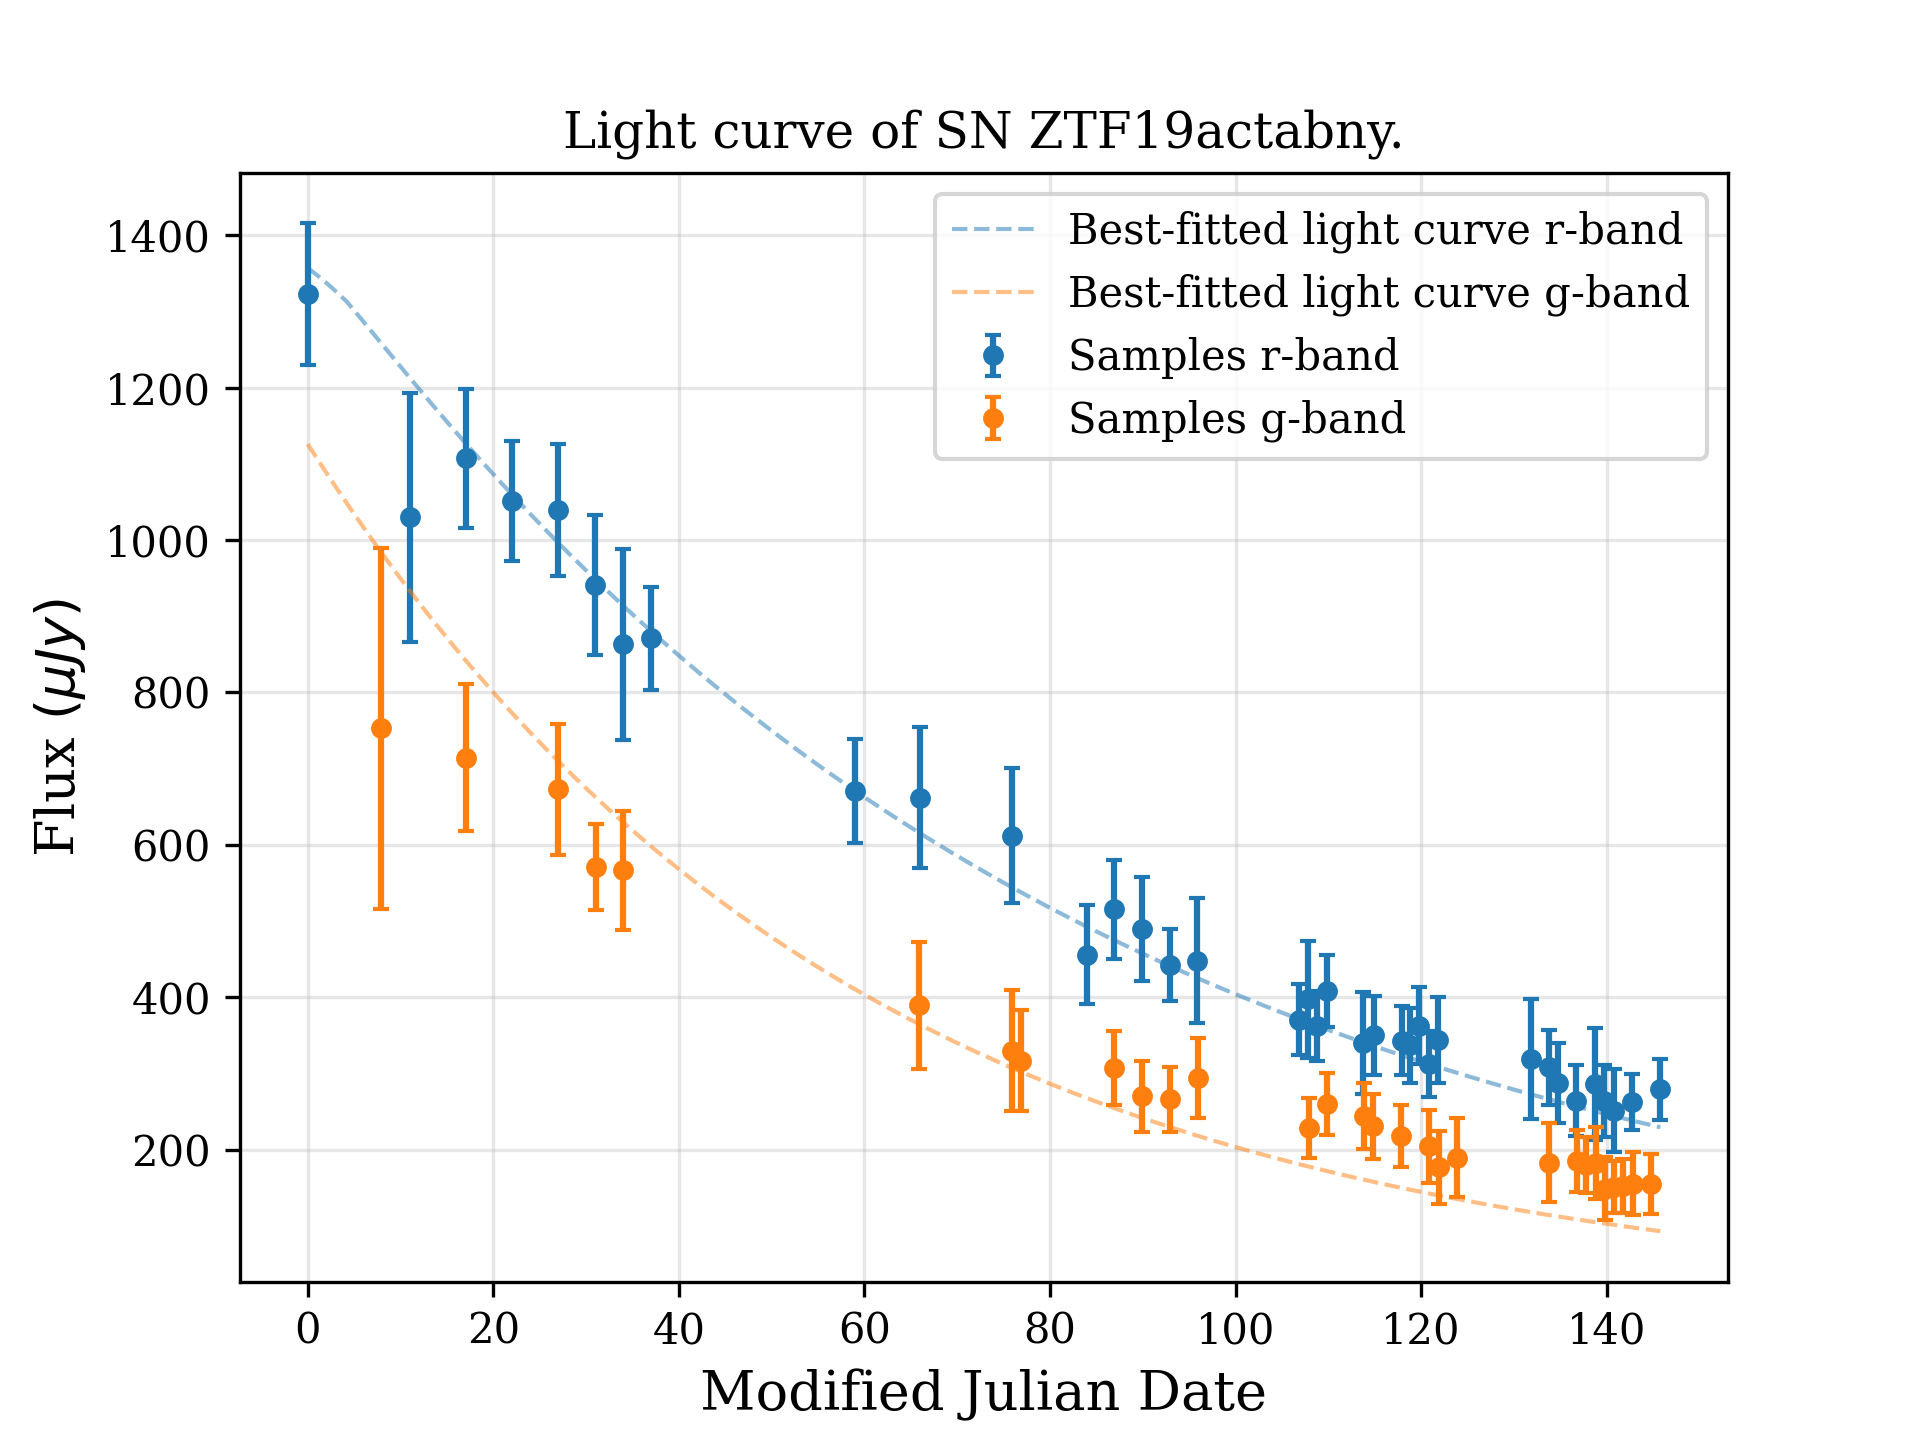 Light curve of SN ZTF19actabny.
Best-fitted light curve r-band
Best-fitted light curve g-band
Samples r-band
Samples g-band
1400
1200
1000
800
600
400
200
Flux (μJy)
0 20 40 60 80 100 120 140
Modified Julian Date